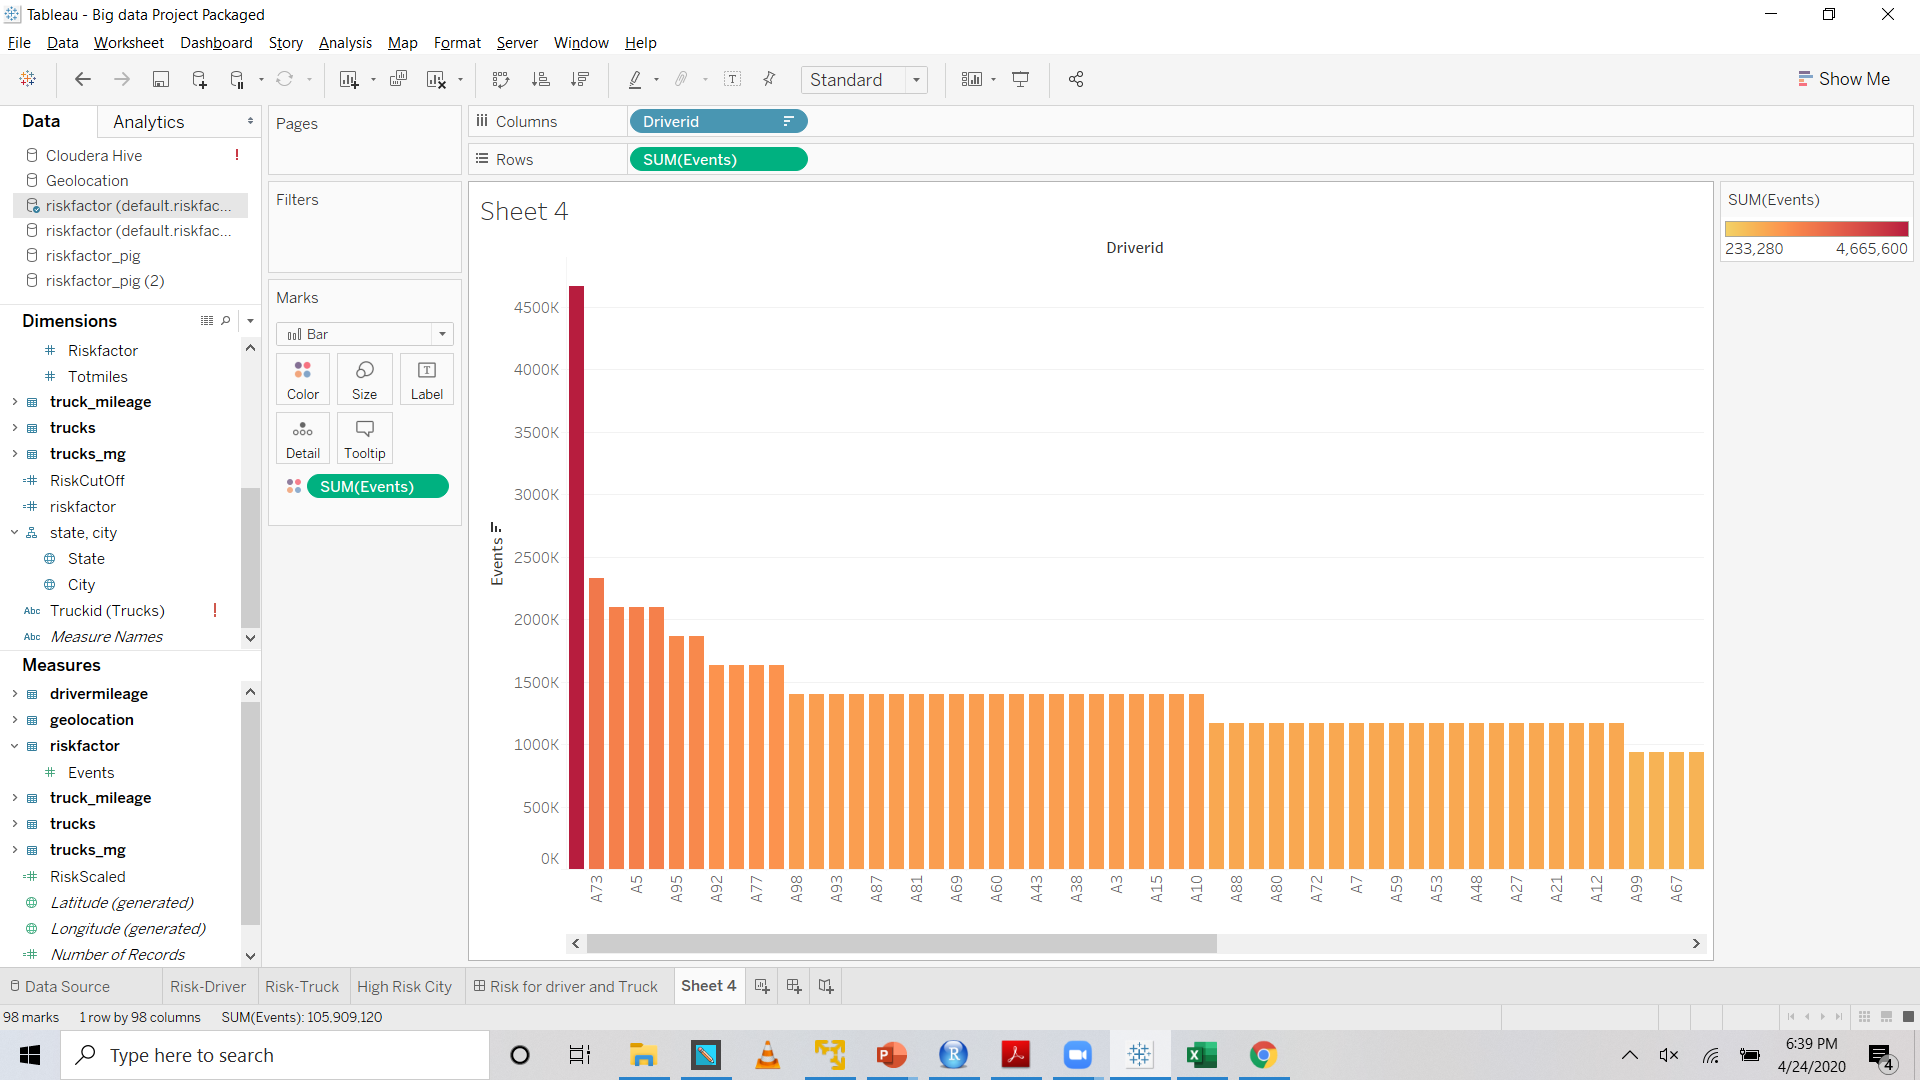 Tableau - Big data Project Packaged
File Data Worksheet Dashboard Story Analysis Map Format Server Window Help
Standard
Show Me
Data
Analytics
Cloudera Hive !
Geolocation
riskfactor (default.riskfac...
riskfactor (default.riskfac...
riskfactor_pig
riskfactor_pig (2)
Dimensions
# Riskfactor
# Totmiles
truck_mileage
trucks
trucks_mg
=# RiskCutOff
=# riskfactor
state, city
State
City
Abc Truckid (Trucks) !
Abc Measure Names
Measures
drivermileage
geolocation
riskfactor
# Events
truck_mileage
trucks
trucks_mg
=# RiskScaled
Latitude (generated)
Longitude (generated)
=# Number of Records
Pages
Filters
Marks
Bar
Color Size Label
Detail Tooltip
SUM(Events)
Columns Driverid
Rows SUM(Events)
Sheet 4
Driverid
Events
4500K
4000K
3500K
3000K
2500K
2000K
1500K
1000K
500K
0K
A73 A5 A95 A92 A77 A98 A93 A87 A81 A69 A60 A43 A38 A3 A15 A10 A88 A80 A72 A7 A59 A53 A48 A27 A21 A12 A99 A67
SUM(Events)
233,280 4,665,600
Data Source Risk-Driver Risk-Truck High Risk City Risk for driver and Truck Sheet 4
98 marks 1 row by 98 columns SUM(Events): 105,909,120
Type here to search
6:39 PM
4/24/2020
4